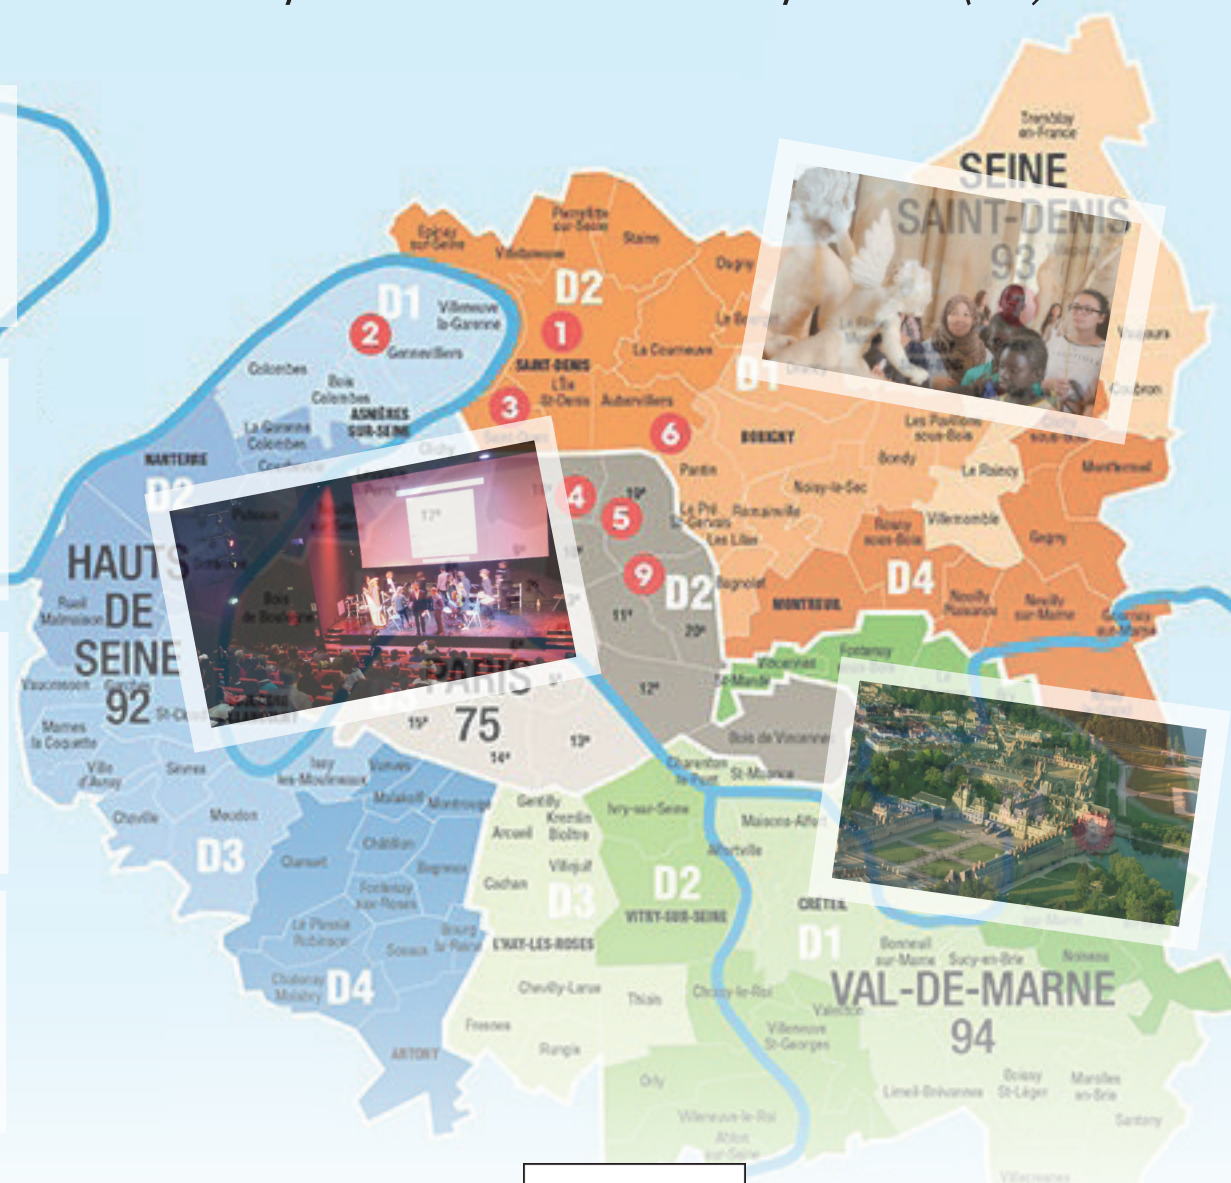 Tremblay
en-France
SEINE
SAINT-DENIS
93
Epinay
sur-Seine
Pierrefitte
sur-Seine
Stains
Villetaneuse
Dugny
D2
D1
Villeneuve
la-Garenne
2
1
Gennevilliers
SAINT-DENIS
La Courneuve
Vaujours
Coubron
D1
Colombes
Bois
Colombes
L'Île
St-Denis
Aubervilliers
3
ASNIÈRES
SUR-SEINE
La Garenne
Colombes
6
BOBIGNY
Les Pavillons
sous-Bois
Clichy
NANTERRE
D2
Pantin
Bondy
Le Raincy
Montfermeil
Noisy-le-Sec
4
19e
5
Le Pré
St-Gervais
Romainville
Les Lilas
Rosny
sous-Bois
Villemomble
Gagny
17e
HAUTS
DE
SEINE
92
9
D2
Bagnolet
MONTREUIL
D4
Neuilly
Plaisance
Neuilly
sur-Marne
Gournay
sur-Marne
Rueil
Malmaison
Bois
de Boulogne
11e
20e
Vincennes
Fontenay
sous-Bois
St-Mandé
Vaucresson
PARIS
75
12e
15e
14e
13e
Bois de Vincennes
Marnes
la Coquette
Ville
d'Avray
Sèvres
Issy
les-Moulineaux
Vanves
Charenton
le-Pont
St-Maurice
Malakoff
Montrouge
Gentilly
Kremlin
Bicêtre
Ivry-sur-Seine
Chaville
Meudon
Arcueil
Maisons-Alfort
Alfortville
D3
Clamart
Châtillon
Bagneux
Villejuif
Cachan
D3
D2
VITRY-SUR-SEINE
Fontenay
aux-Roses
CRÉTEIL
D1
Le Plessis
Robinson
Sceaux
Bourg
la-Reine
L'HAY-LES-ROSES
Bonneuil
sur-Marne
Sucy-en-Brie
Noiseau
Chatenay
Malabry
D4
Chevilly-Larue
Thiais
Choisy-le-Roi
VAL-DE-MARNE
94
Valenton
Fresnes
Rungis
Villeneuve
St-Georges
ANTONY
Orly
Limeil-Brévannes
Boissy
St-Léger
Marolles
en-Brie
Villeneuve-le-Roi
Santeny
Ablon
sur-Seine
Villecresnes